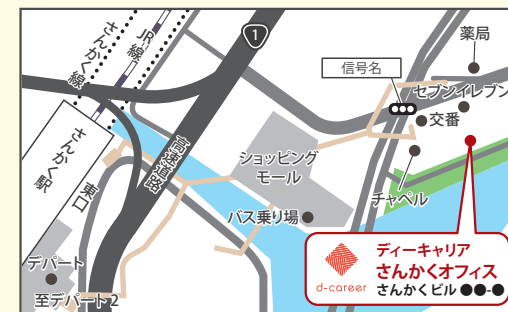 1
JR線
さんかく線
薬局
信号名
セブンイレブン
交番
さんかく駅
東口
高速道路
ショッピング
モール
チャペル
バス乗り場
デパート
至デパート2
d-career
ディーキャリア
さんかくオフィス
さんかくビル ●●-●